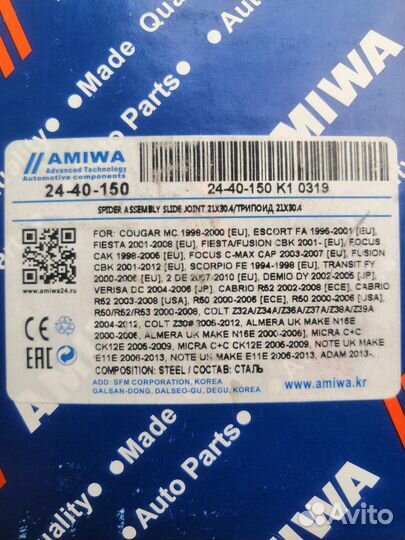 Quality • Made
Auto Parts •
AMIWA
AMIWA
Advanced Technology
Automotive components
24-40-150
24-40-150 K1 0319
SPIDER ASSEMBLY SLIDE JOINT 21X30.4/ТРИПОИД 21X30.4
www.amiwa24.ru
FOR: COUGAR MC 1998-2000 [EU], ESCORT FA 1995-2001 [EU],
FIESTA 2001-2008 [EU], FIESTA/FUSION CBK 2001- [EU], FOCUS
CAK 1998-2005 [EU], FOCUS C-MAX CAP 2003-2007 [EU], FUSION
CBK 2001-2012 [EU], SCORPIO FE 1994-1998 [EU], TRANSIT FY
2000-2006 [EU], 2 DE 2007-2010 [EU], DEMIO DY 2002-2005 [JP],
VERISA DC 2004-2006 [JP], CABRIO R52 2002-2008 [ECE], CABRIO
R52 2003-2008 [USA], R50 2000-2006 [ECE], R50 2000-2006 [USA],
R50/R52/R53 2000-2008, COLT Z32A/Z34A/Z36A/Z37A/Z38A/Z39A
2004-2012, COLT Z30# 2005-2012, ALMERA UK MAKE N16E
2000-2006, ALMERA UK MAK N16E 2000-2006], MICRA C+C
CK12E 2005-2009, MICRA C+C CK12E 2005-2009, NOTE UK MAKE
E11E 2005-2013, NOTE UK MAKE E11E 2006-2013, ADAM 2013-..
COMPOSITION: STEEL / СОСТАВ: СТАЛЬ
ADD: SFM CORPORATION, KOREA
GALSAN-DONG, DALSEO-GU, DEGU, KOREA
www.amiwa.kr
CE
EAC
AMIWA
Quality • Made
Auto Parts •
Avito